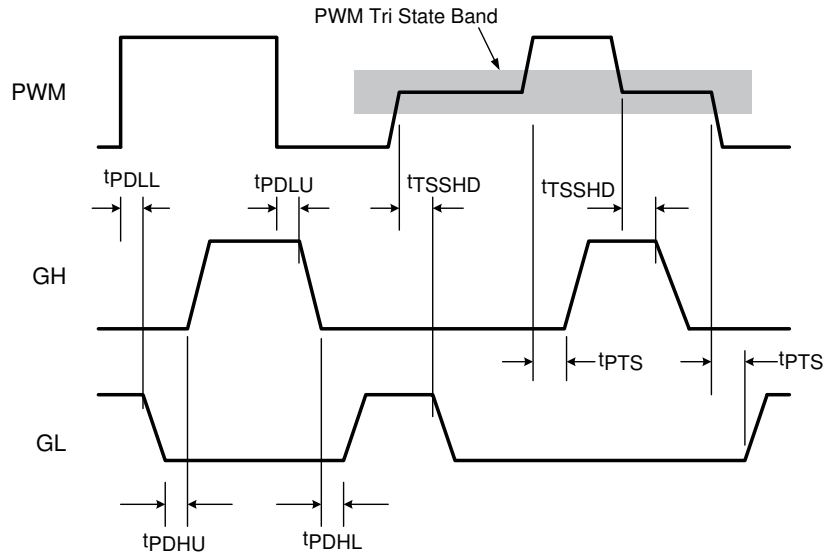 PWM Tri State Band
PWM
tPDLL
tPDLU
tTSSHD
tTSSHD
GH
tPTS
tPTS
GL
tPDHU
tPDHL